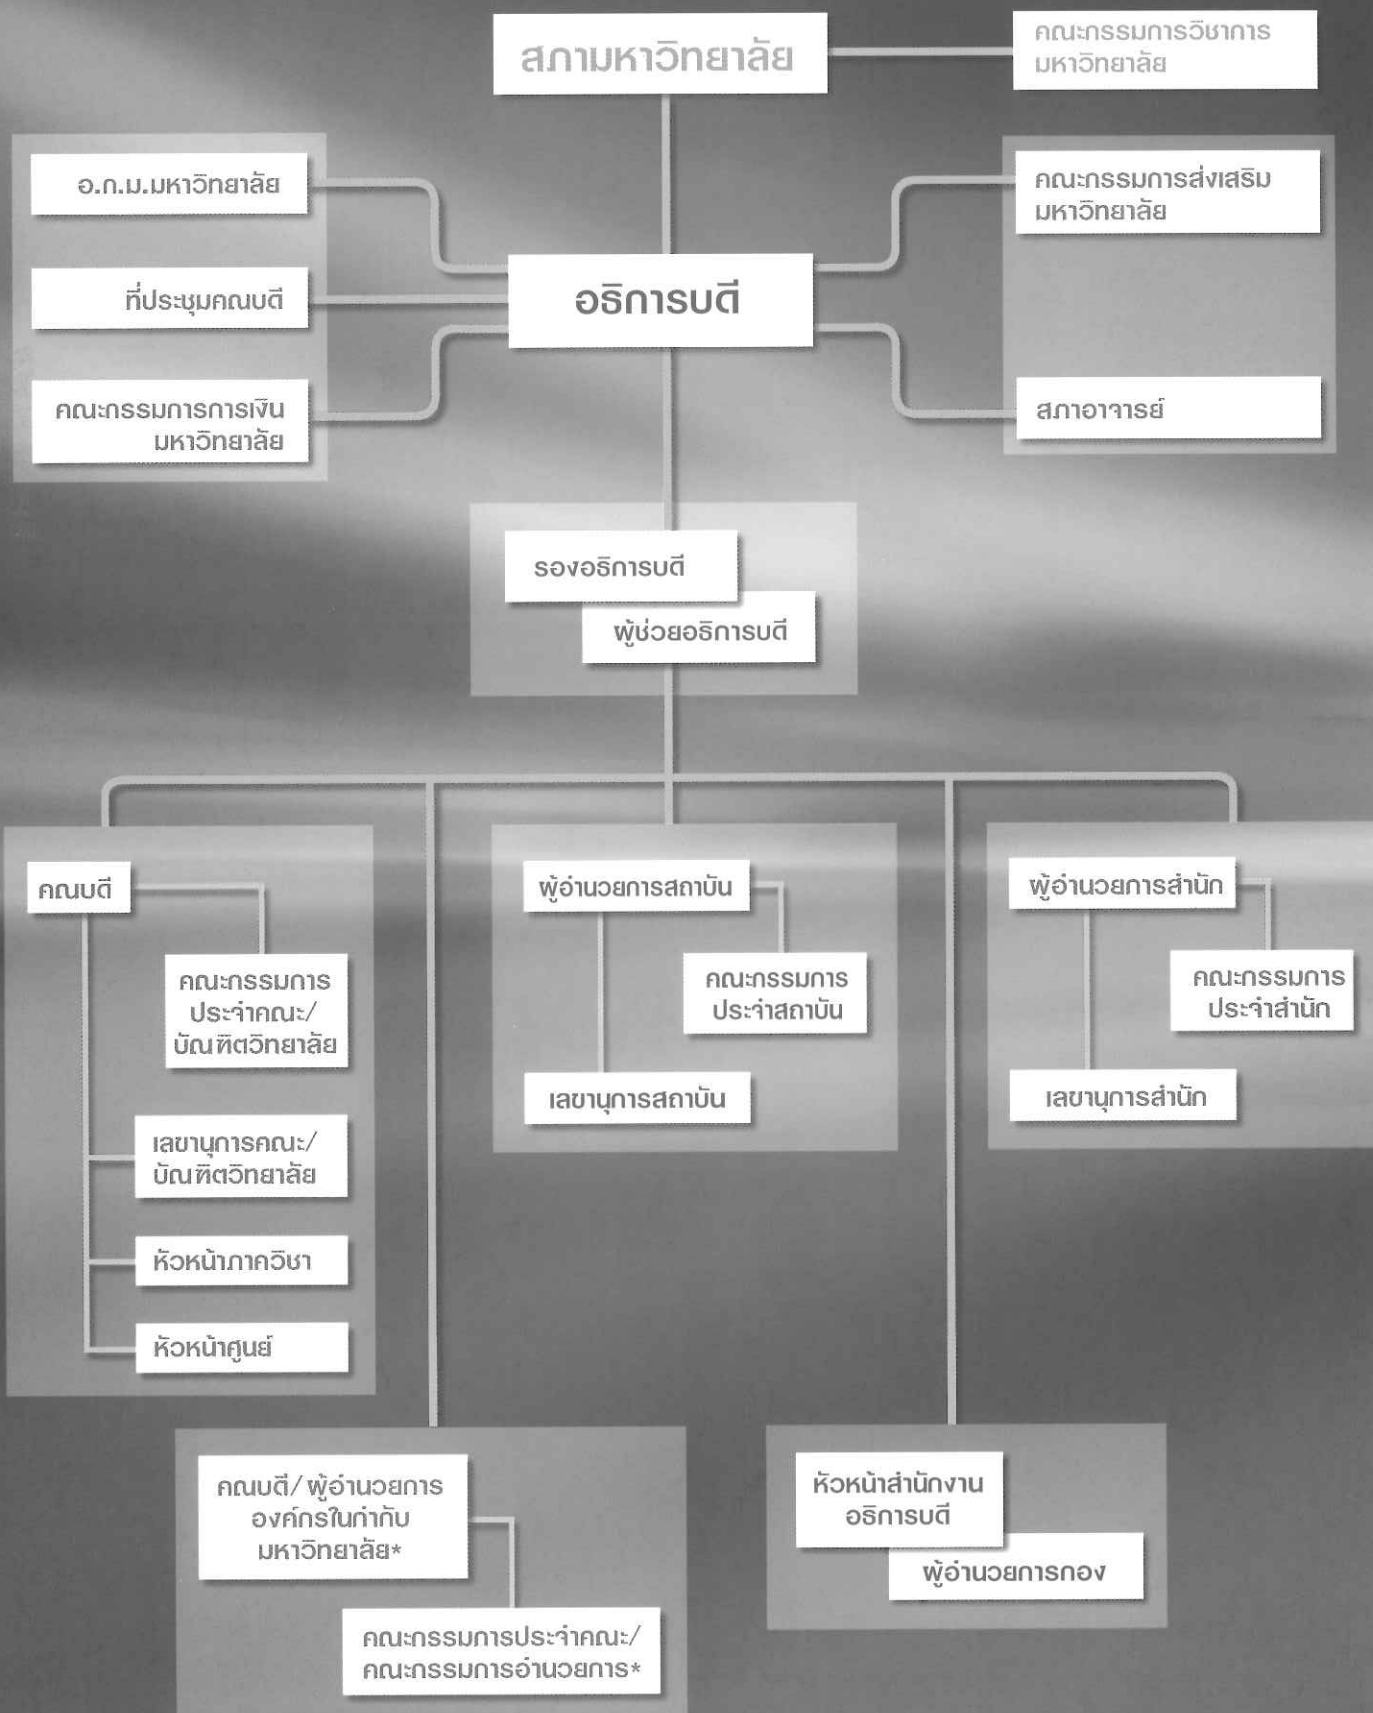 สภามหาวิทยาลัย
คณะกรรมการวิชาการ
มหาวิทยาลัย
อ.ก.ม.มหาวิทยาลัย
คณะกรรมการส่งเสริม
มหาวิทยาลัย
ที่ประชุมคณบดี
อธิการบดี
คณะกรรมการการเงิน
มหาวิทยาลัย
สภาอาจารย์
รองอธิการบดี
ผู้ช่วยอธิการบดี
คณบดี
คณะกรรมการ
ประจำคณะ/
บัณฑิตวิทยาลัย
เลขานุการคณะ/
บัณฑิตวิทยาลัย
หัวหน้าภาควิชา
หัวหน้าศูนย์
ผู้อำนวยการสถาบัน
คณะกรรมการ
ประจำสถาบัน
เลขานุการสถาบัน
ผู้อำนวยการสำนัก
คณะกรรมการ
ประจำสำนัก
เลขานุการสำนัก
คณบดี/ผู้อำนวยการ
องค์กรในกำกับ
มหาวิทยาลัย*
คณะกรรมการประจำคณะ/
คณะกรรมการอำนวยการ*
หัวหน้าสำนักงาน
อธิการบดี
ผู้อำนวยการกอง